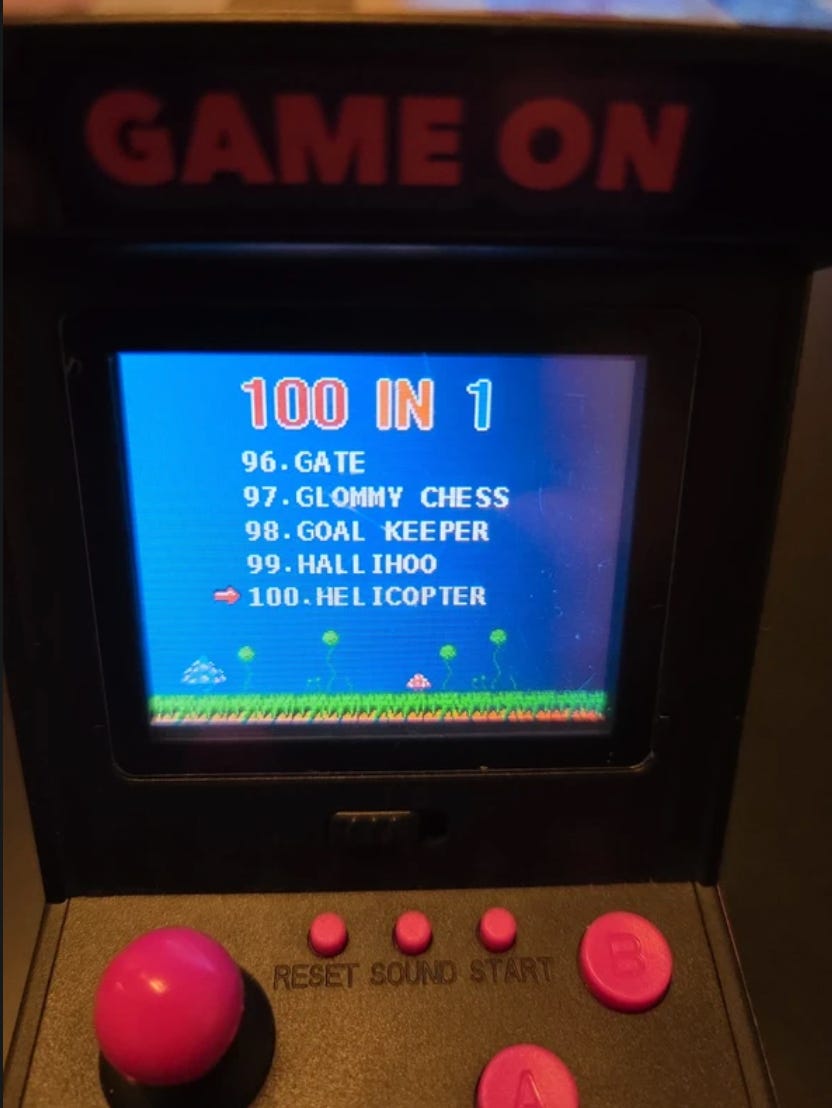 GAME ON
100 IN 1
96.GATE
97.GLOMMY CHESS
98.GOAL KEEPER
99.HALLIHOO
100.HELICOPTER
RESET SOUND START
B
A